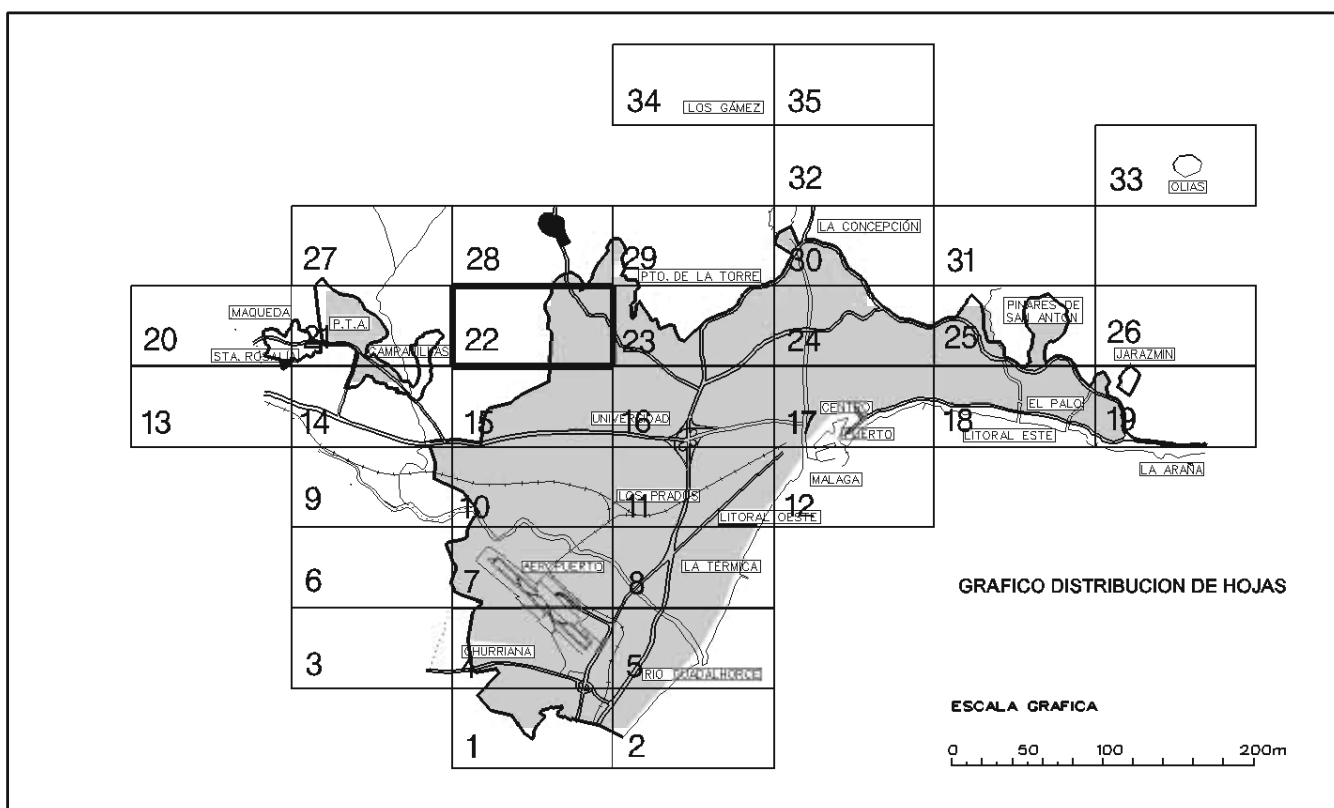 34 LOS GÁMEZ 35
32 33
OLIAS
LA CONCEPCIÓN
27 28 29 30 31
PTO. DE LA TORRE
MAQUEDA P.T.A. PINARES DE
SAN ANTON
20 STA. ROSALIA 21 CAMPANILLAS 22 23 24 25 26
JARAZMIN
13 14 15 UNIVERSIDAD 16 17 CENTRO 18 EL PALO 19
PUERTO LITORAL ESTE
LA ARAÑA
MALAGA
9 10 LOS PRADOS 11 12
LITORAL OESTE
6 7 AEROPUERTO 8 LA TÉRMICA
GRAFICO DISTRIBUCION DE HOJAS
CHURRIANA
3 5 RIO GUADALHORCE
1 2
ESCALA GRAFICA
0 50 100 200m